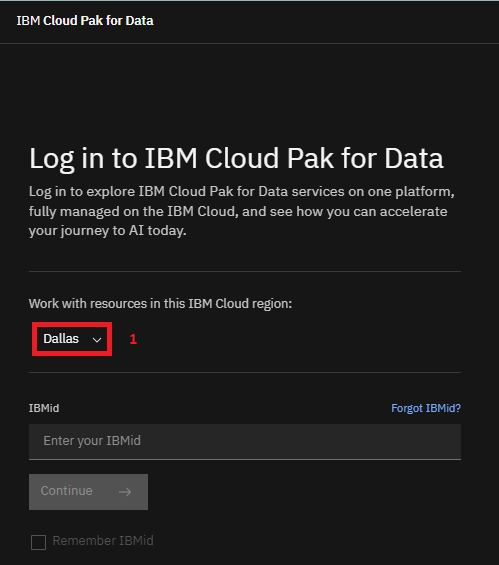 IBM Cloud Pak for Data
Log in to IBM Cloud Pak for Data
Log in to explore IBM Cloud Pak for Data services on one platform,
fully managed on the IBM Cloud, and see how you can accelerate
your journey to AI today.
Work with resources in this IBM Cloud region:
Dallas 1
IBMid Forgot IBMid?
Enter your IBMid
Continue →
Remember IBMid